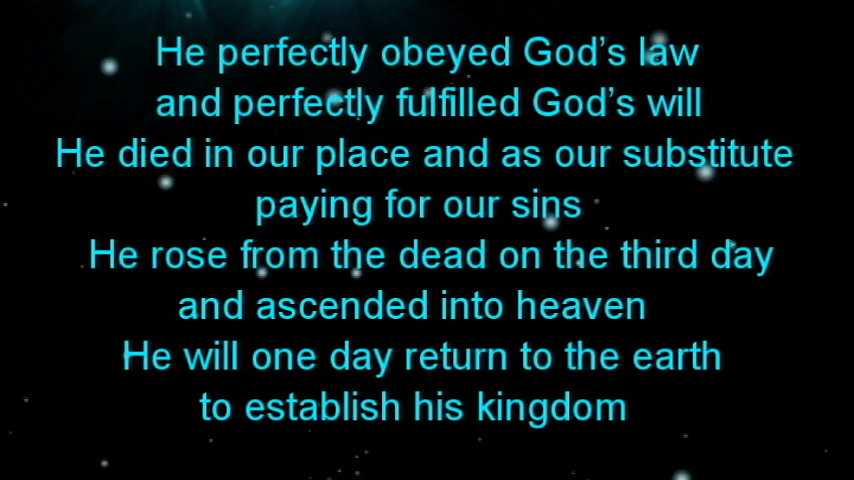 He perfectly obeyed God’s law
and perfectly fulfilled God’s will
He died in our place and as our substitute
paying for our sins
He rose from the dead on the third day
and ascended into heaven
He will one day return to the earth
to establish his kingdom